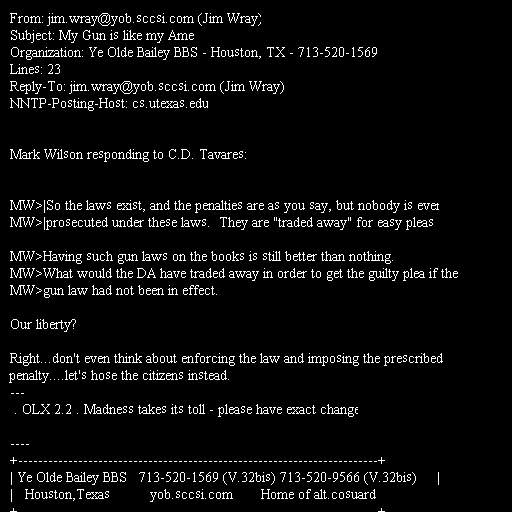 From: jim.wray@yob.sccsi.com (Jim Wray)
Subject: My Gun is like my Ame
Organization: Ye Olde Bailey BBS - Houston, TX - 713-520-1569
Lines: 23
Reply-To: jim.wray@yob.sccsi.com (Jim Wray)
NNTP-Posting-Host: cs.utexas.edu
Mark Wilson responding to C.D. Tavares:
MW>|So the laws exist, and the penalties are as you say, but nobody is ever
MW>|prosecuted under these laws.  They are "traded away" for easy pleas
MW>Having such gun laws on the books is still better than nothing.
MW>What would the DA have traded away in order to get the guilty plea if the
MW>gun law had not been in effect.
Our liberty?
Right...don't even think about enforcing the law and imposing the prescribed
penalty....let's hose the citizens instead.
---
. OLX 2.2 . Madness takes its toll - please have exact change
----
+-----------------------------------------------------------------------+
| Ye Olde Bailey BBS   713-520-1569 (V.32bis) 713-520-9566 (V.32bis)     |
|   Houston,Texas          yob.sccsi.com       Home of alt.cosuard
+-----------------------------------------------------------------------+